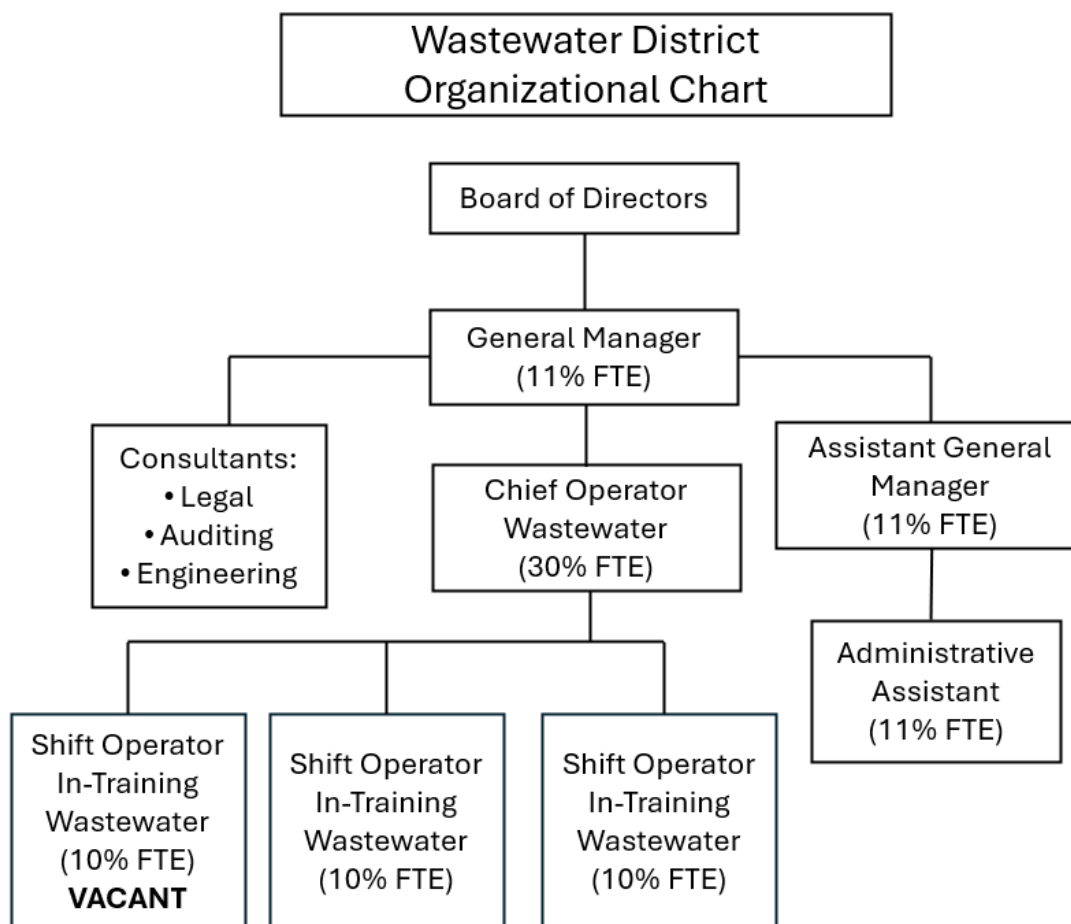 Wastewater District
Organizational Chart
Board of Directors
General Manager
(11% FTE)
Consultants:
• Legal
• Auditing
• Engineering
Chief Operator
Wastewater
(30% FTE)
Assistant General
Manager
(11% FTE)
Administrative
Assistant
(11% FTE)
Shift Operator
In-Training
Wastewater
(10% FTE)
VACANT
Shift Operator
In-Training
Wastewater
(10% FTE)
Shift Operator
In-Training
Wastewater
(10% FTE)